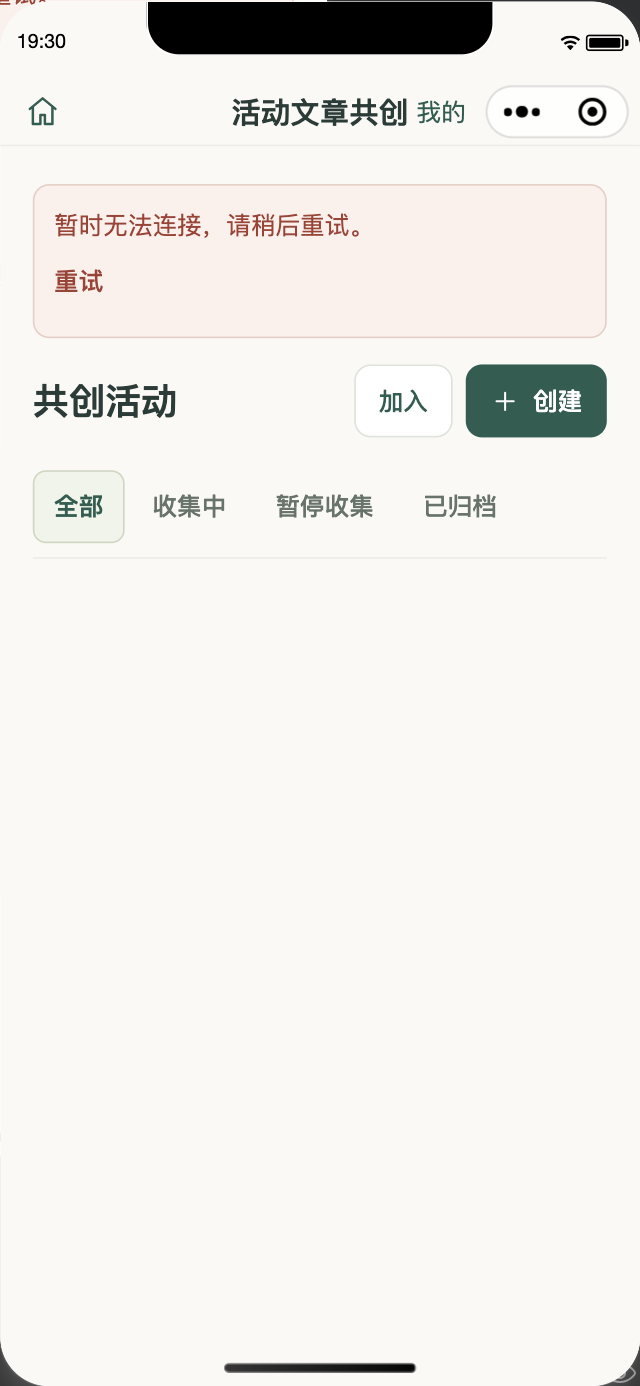 19:30
活动文章共创 我的
暂时无法连接，请稍后重试。
重试
共创活动 加入 ＋ 创建
全部 收集中 暂停收集 已归档